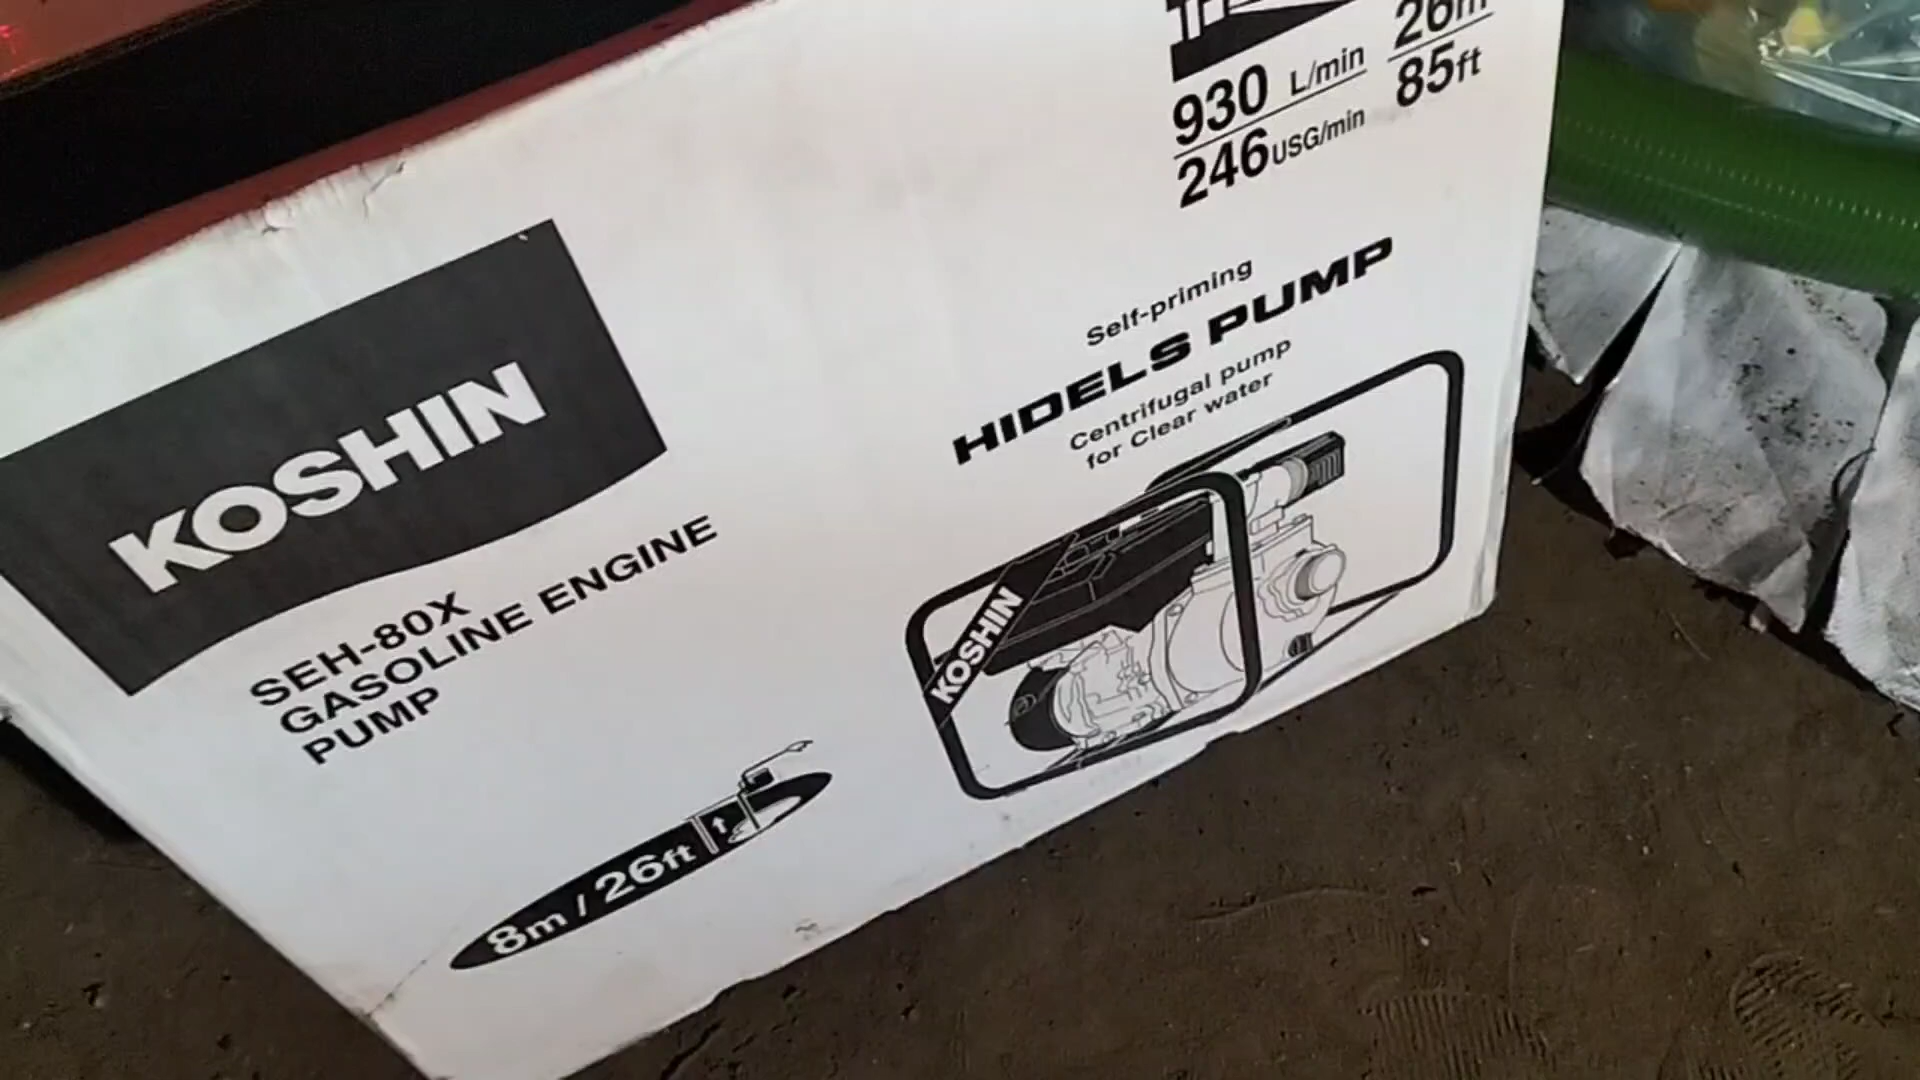 930 L/min
246 USG/min
26m
85ft
KOSHIN
SEH-80X
GASOLINE ENGINE
PUMP
8m / 26ft
Self-priming
HIDELS PUMP
Centrifugal pump
for Clear water
KOSHIN